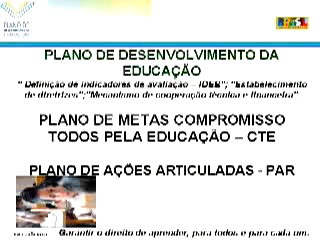 PLANO DE
PLANO DE DESENVOLVIMENTO DA
EDUCAÇÃO
" Definição de indicadores de avaliação – IDEB"; "Estabelecimento
de diretrizes";"Mecanismo de cooperação técnica e financeira"
PLANO DE METAS COMPROMISSO
TODOS PELA EDUCAÇÃO – CTE
PLANO DE AÇÕES ARTICULADAS - PAR
Garantir o direito de aprender, para todos e para cada um.